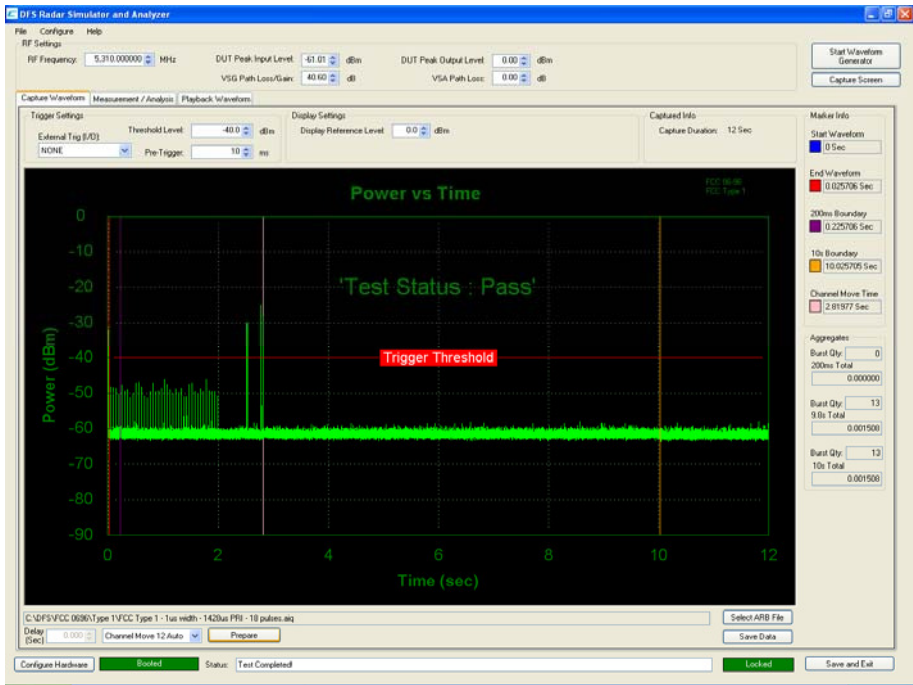 DFS Radar Simulator and Analyzer
File Configure Help
RF Settings
RF Frequency: 5,310.000000 MHz
DUT Peak Input Level: -61.01 dBm
DUT Peak Output Level: 0.00 dBm
VSG Path Loss/Gain: 40.60 dB
VSA Path Loss: 0.00 dB
Start Waveform Generator
Capture Screen
Capture Waveform Measurement / Analysis Playback Waveform
Trigger Settings
External Trig (I/O):
NONE
Threshold Level: -40.0 dBm
Pre-Trigger: 10 ms
Display Settings
Display Reference Level: 0.0 dBm
Captured Info
Capture Duration: 12 Sec
Marker Info
Start Waveform
0 Sec
End Waveform
0.025706 Sec
200ms Boundary
0.225706 Sec
10s Boundary
10.025705 Sec
Channel Move Time
2.81977 Sec
Aggregates
Burst Qty: 0
200ms Total
0.000000
Burst Qty: 13
9.8s Total
0.001508
Burst Qty: 13
10s Total
0.001508
Power vs Time
FCC 06-96
FCC Type 1
'Test Status : Pass'
Trigger Threshold
Power (dBm)
0
-10
-20
-30
-40
-50
-60
-70
-80
-90
0 2 4 6 8 10 12
Time (sec)
C:\DFS\FCC 0696\Type 1\FCC Type 1 - 1us width - 1428us PRI - 18 pulses.aiq
Select ARB File
Delay (Sec) 0.000
Channel Move 12 Auto
Prepare
Save Data
Configure Hardware
Booted
Status: Test Completed!
Locked
Save and Exit